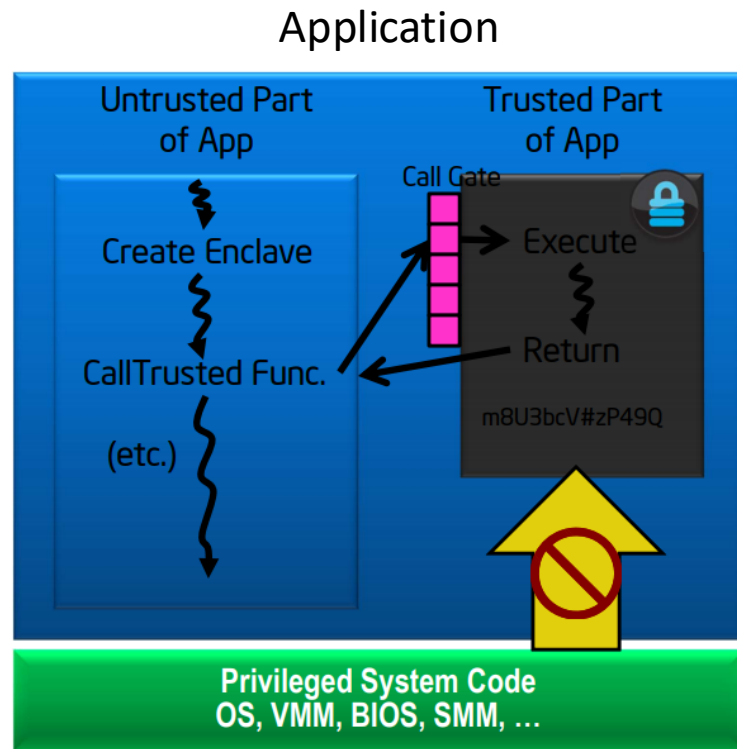 Application
Untrusted Part
of App
Create Enclave
CallTrusted Func.
(etc.)
Trusted Part
of App
Call Gate
Execute
Return
m8U3bcV#zP49Q
Privileged System Code
OS, VMM, BIOS, SMM, …